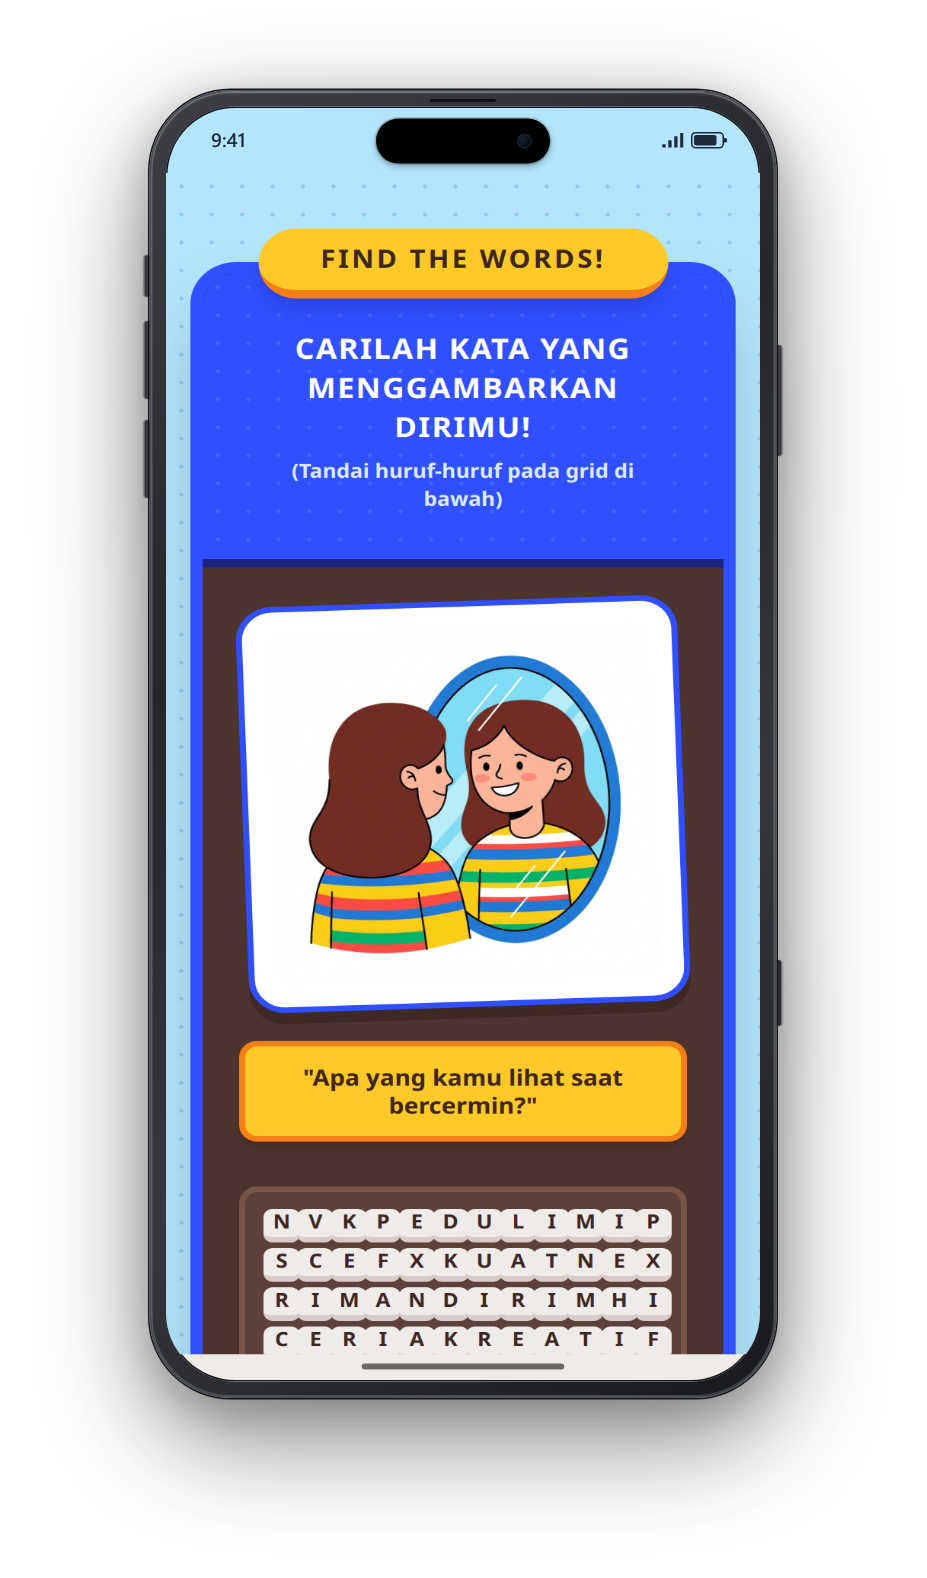 9:41
FIND THE WORDS!
CARILAH KATA YANG
MENGGAMBARKAN
DIRIMU!
(Tandai huruf-huruf pada grid di
bawah)
"Apa yang kamu lihat saat
bercermin?"
N V K P E D U L I M I P
S C E F X K U A T N E X
R I M A N D I R I M H I
C E R I A K R E A T I F